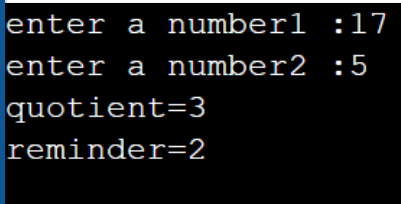 enter a number1 :17
enter a number2 :5
quotient=3
reminder=2